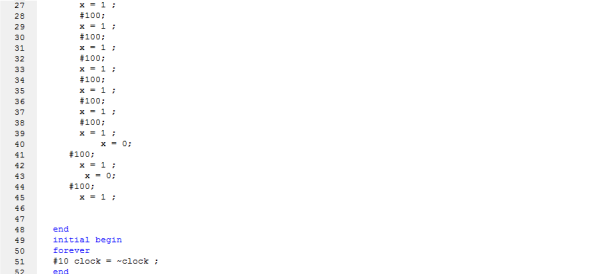 27 x = 1 ;
28 #100;
29 x = 1 ;
30 #100;
31 x = 1 ;
32 #100;
33 x = 1 ;
34 #100;
35 x = 1 ;
36 #100;
37 x = 1 ;
38 #100;
39 x = 1 ;
40 x = 0;
41 #100;
42 x = 1 ;
43 x = 0;
44 #100;
45 x = 1 ;
46
47
48 end
49 initial begin
50 forever
51 #10 clock = ~clock ;
52 end